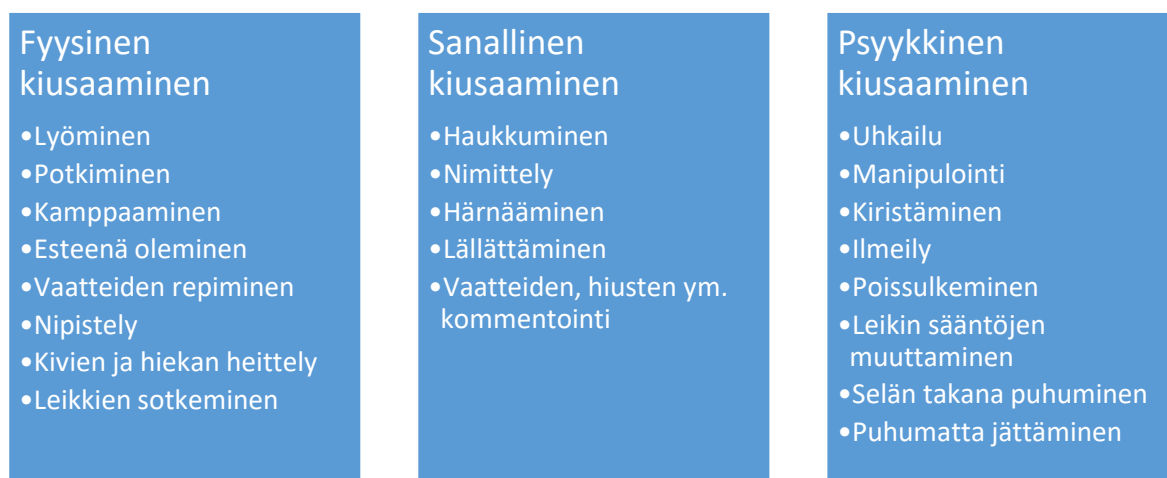 Fyysinen
kiusaaminen
•Lyöminen
•Potkiminen
•Kamppaaminen
•Esteenä oleminen
•Vaatteiden repiminen
•Nipistely
•Kivien ja hiekan heittely
•Leikkien sotkeminen
Sanallinen
kiusaaminen
•Haukkuminen
•Nimittely
•Härnääminen
•Lällättäminen
•Vaatteiden, hiusten ym.
kommentointi
Psyykkinen
kiusaaminen
•Uhkailu
•Manipulointi
•Kiristäminen
•Ilmeily
•Poissulkeminen
•Leikin sääntöjen
muuttaminen
•Selän takana puhuminen
•Puhumatta jättäminen